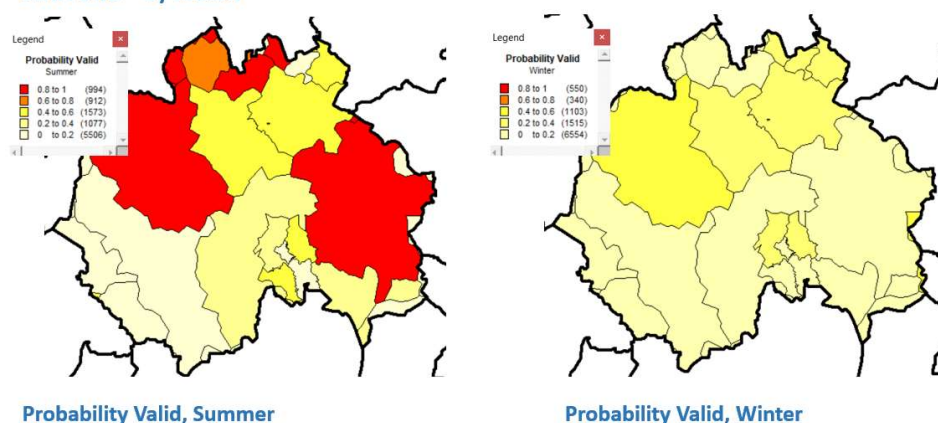 Legend
Probability Valid
Summer
0.8 to 1 (994)
0.6 to 0.8 (912)
0.4 to 0.6 (1573)
0.2 to 0.4 (1077)
0 to 0.2 (5506)
Legend
Probability Valid
Winter
0.8 to 1 (550)
0.6 to 0.8 (340)
0.4 to 0.6 (1103)
0.2 to 0.4 (1515)
0 to 0.2 (6554)
Probability Valid, Summer
Probability Valid, Winter